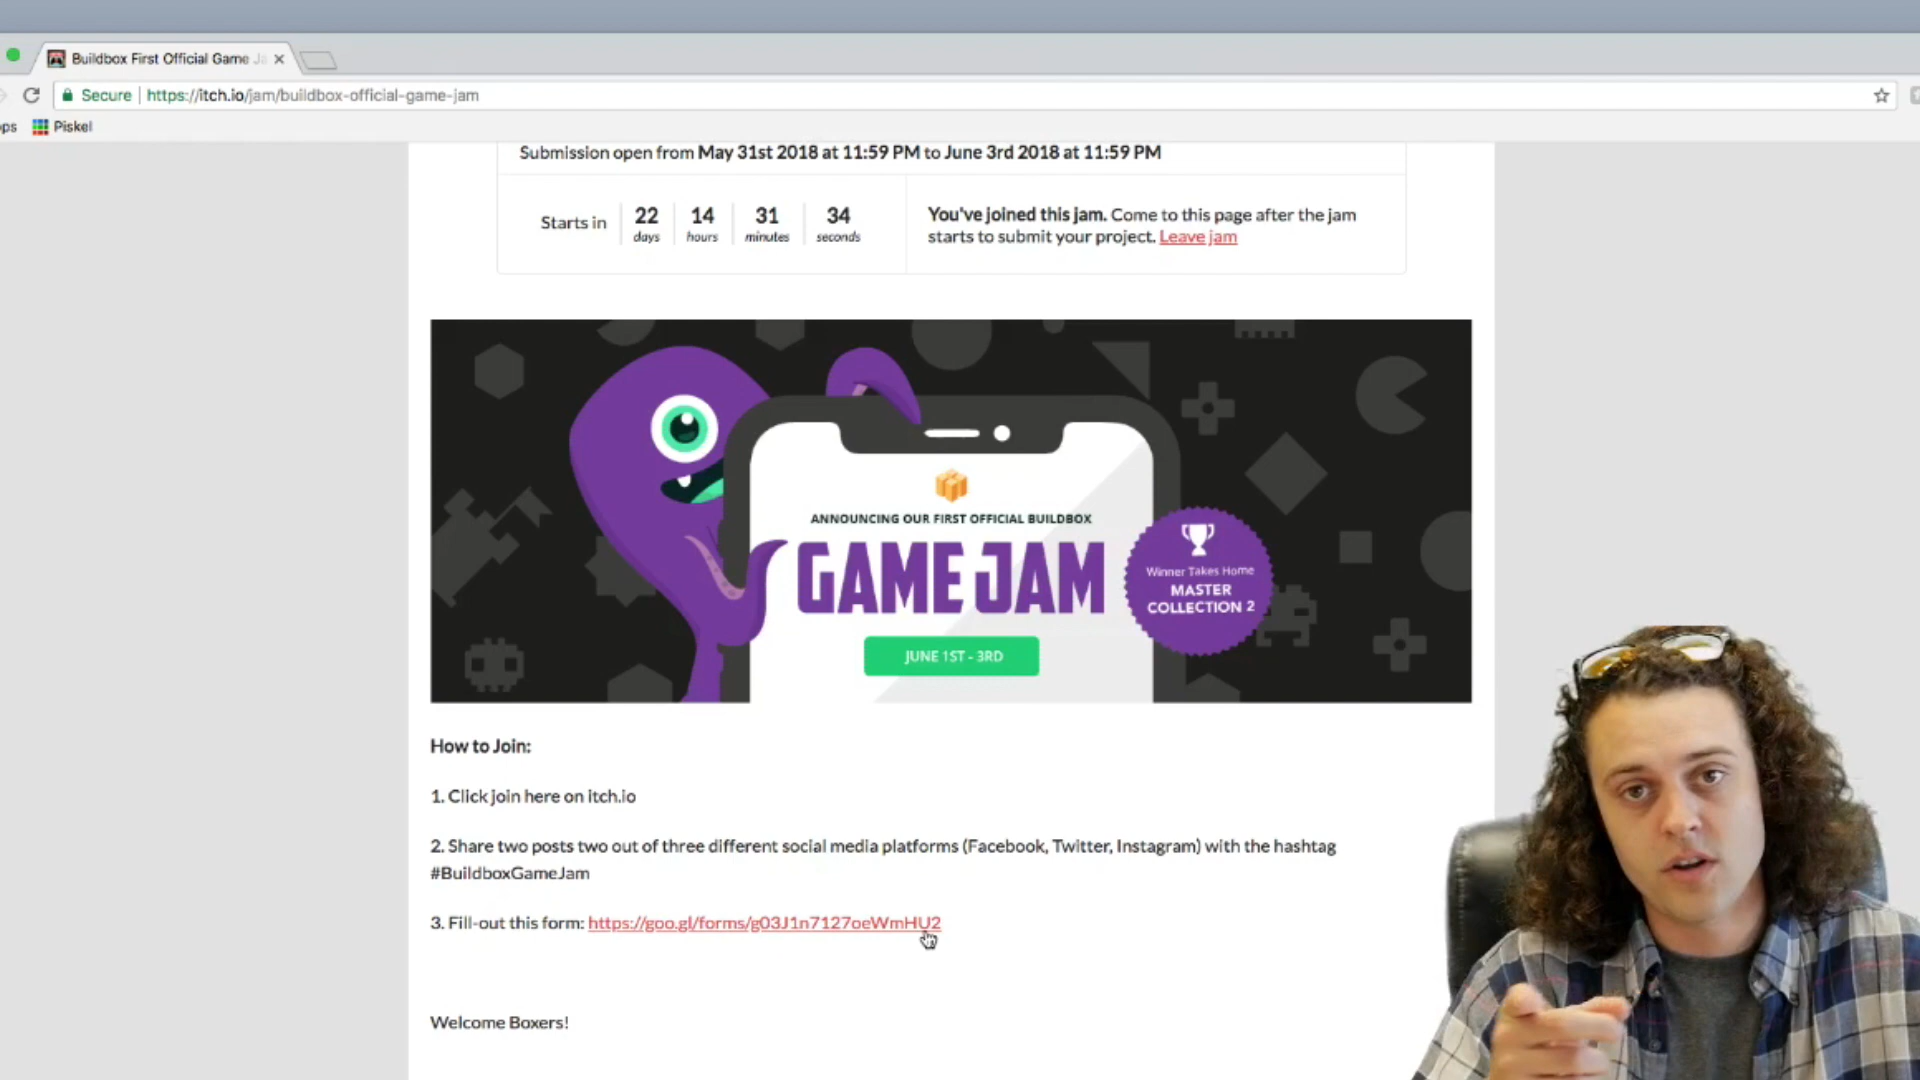 Buildbox First Official Game Ja
Secure https://itch.io/jam/buildbox-official-game-jam
Piskel
Submission open from May 31st 2018 at 11:59 PM to June 3rd 2018 at 11:59 PM
Starts in
22 14 31 34
days hours minutes seconds
You've joined this jam. Come to this page after the jam
starts to submit your project. Leave jam
ANNOUNCING OUR FIRST OFFICIAL BUILDBOX
GAME JAM
JUNE 1ST - 3RD
Winner Takes Home
MASTER
COLLECTION 2
How to Join:
1. Click join here on itch.io
2. Share two posts two out of three different social media platforms (Facebook, Twitter, Instagram) with the hashtag
#BuildboxGameJam
3. Fill-out this form: https://goo.gl/forms/g03J1n7127oeWmHU2
Welcome Boxers!